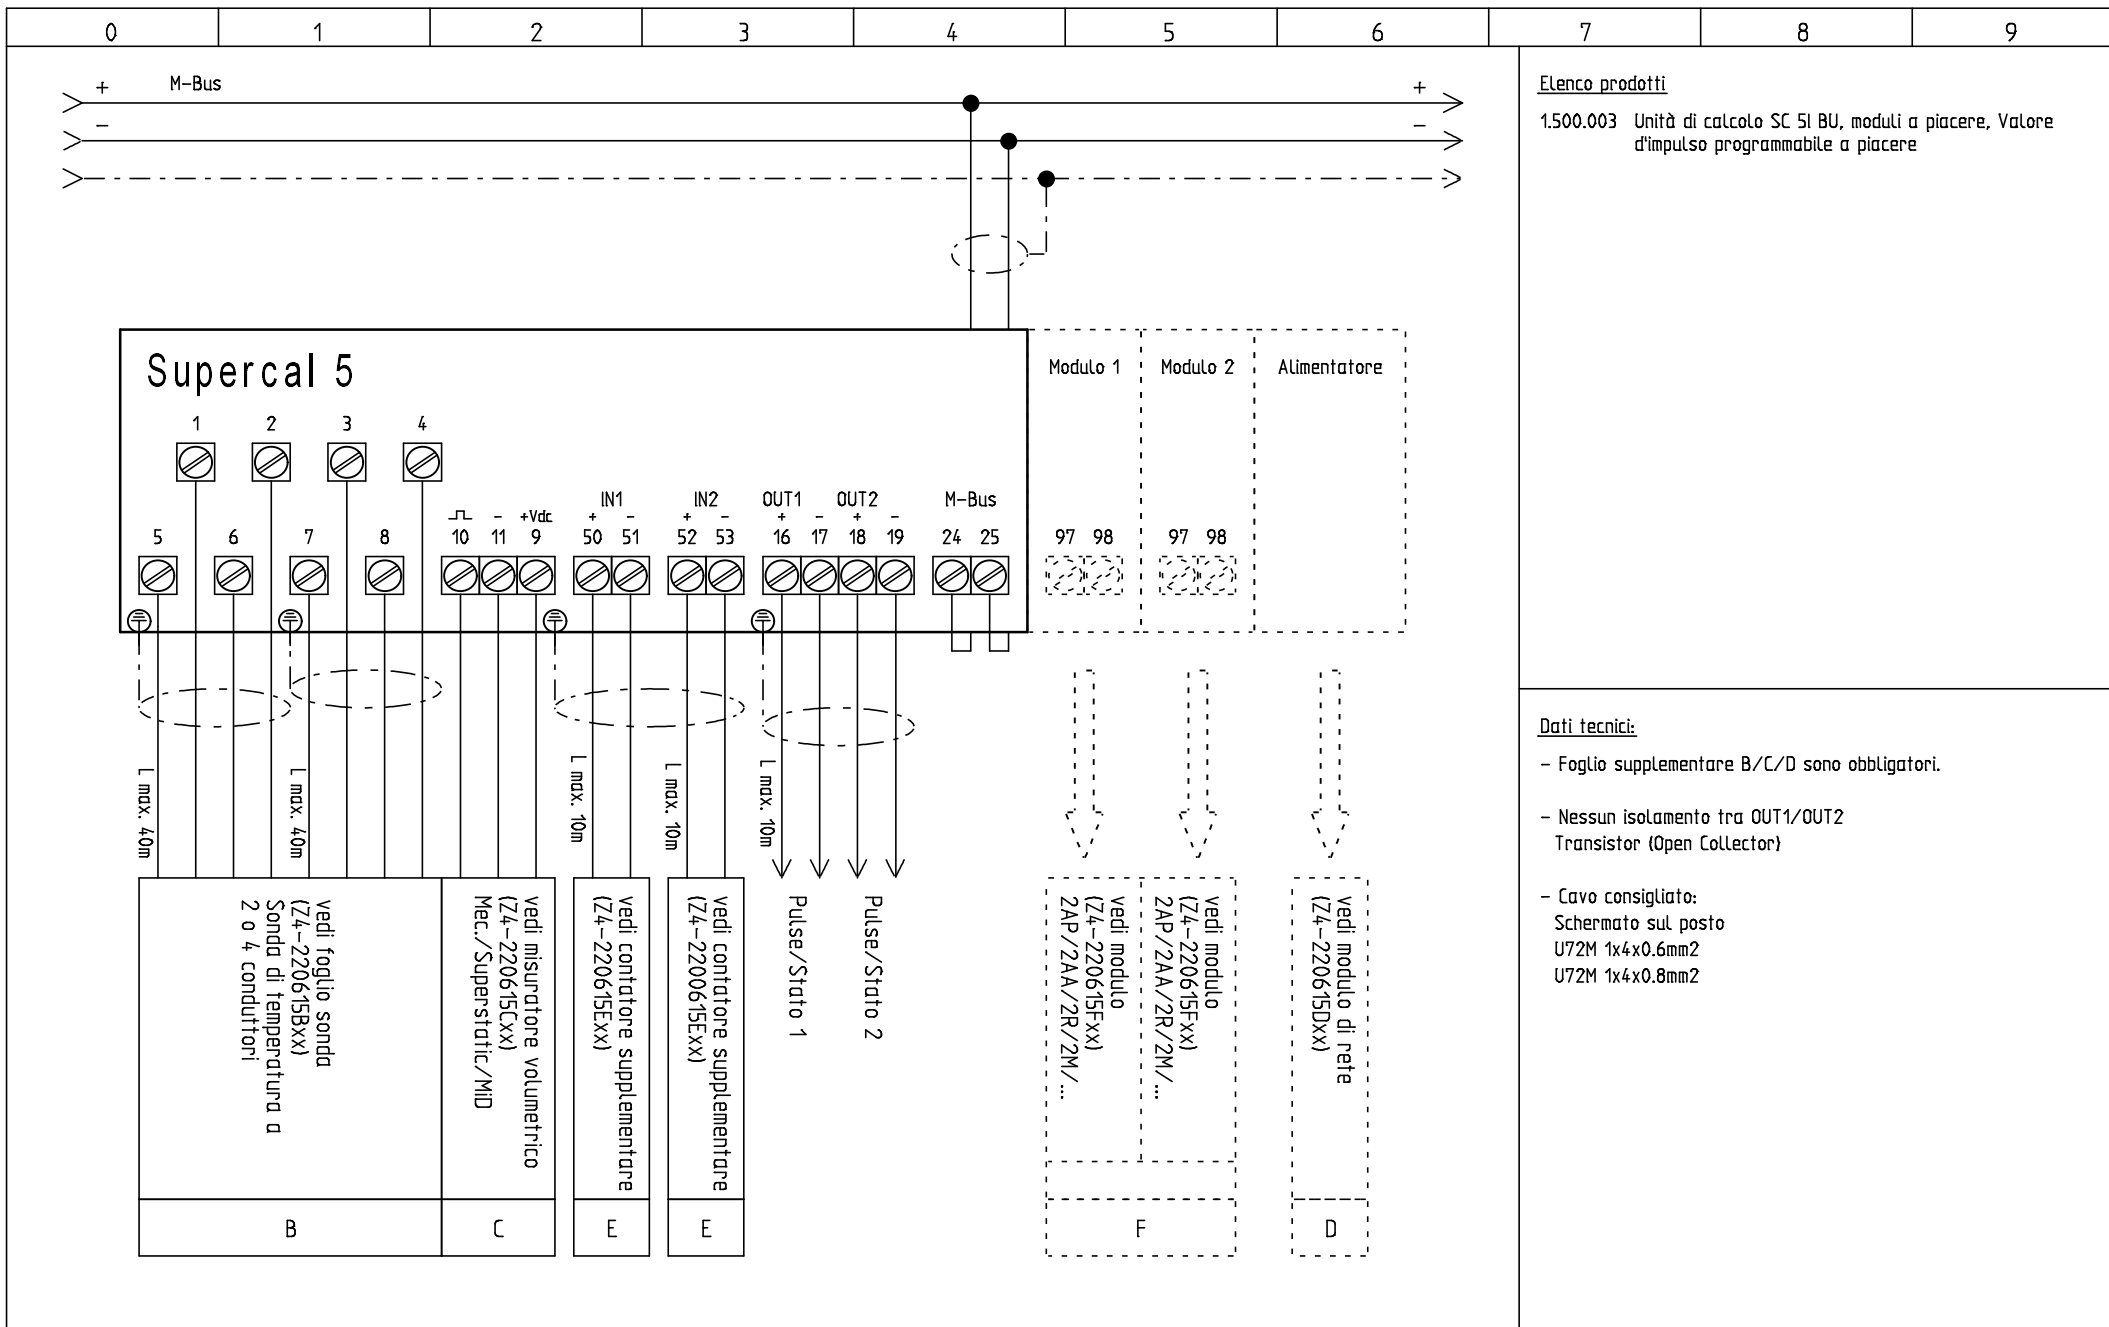 0 1 2 3 4 5 6 7 8 9
+ M-Bus +
- -
Elenco prodotti
1.500.003 Unità di calcolo SC 5I BU, moduli a piacere, Valore
d'impulso programmabile a piacere
Supercal 5
Modulo 1 Modulo 2 Alimentatore
1 2 3 4
IN1 IN2 OUT1 OUT2 M-Bus
- +Vdc + - + - + - + -
5 6 7 8 10 11 9 50 51 52 53 16 17 18 19 24 25 97 98 97 98
L max. 40m
L max. 40m
L max. 10m
L max. 10m
L max. 10m
vedi foglio sonda
(Z4-220615Bxx)
Sonda di temperatura a
2 o 4 conduttori
B
vedi misuratore volumetrico
(Z4-220615Cxx)
Mec./Superstatic/MiD
C
vedi contatore supplementare
(Z4-220615Exx)
E
vedi contatore supplementare
(Z4-2200615Exx)
E
Pulse/Stato 1
Pulse/Stato 2
vedi modulo
(Z4-220615Fxx)
2AP/2AA/2R/2M/...
vedi modulo
(Z4-220615Fxx)
2AP/2AA/2R/2M/...
F
vedi modulo di rete
(Z4-220615Dxx)
D
Dati tecnici:
- Foglio supplementare B/C/D sono obbligatori.
- Nessun isolamento tra OUT1/OUT2
Transistor (Open Collector)
- Cavo consigliato:
Schermato sul posto
U72M 1x4x0.6mm2
U72M 1x4x0.8mm2